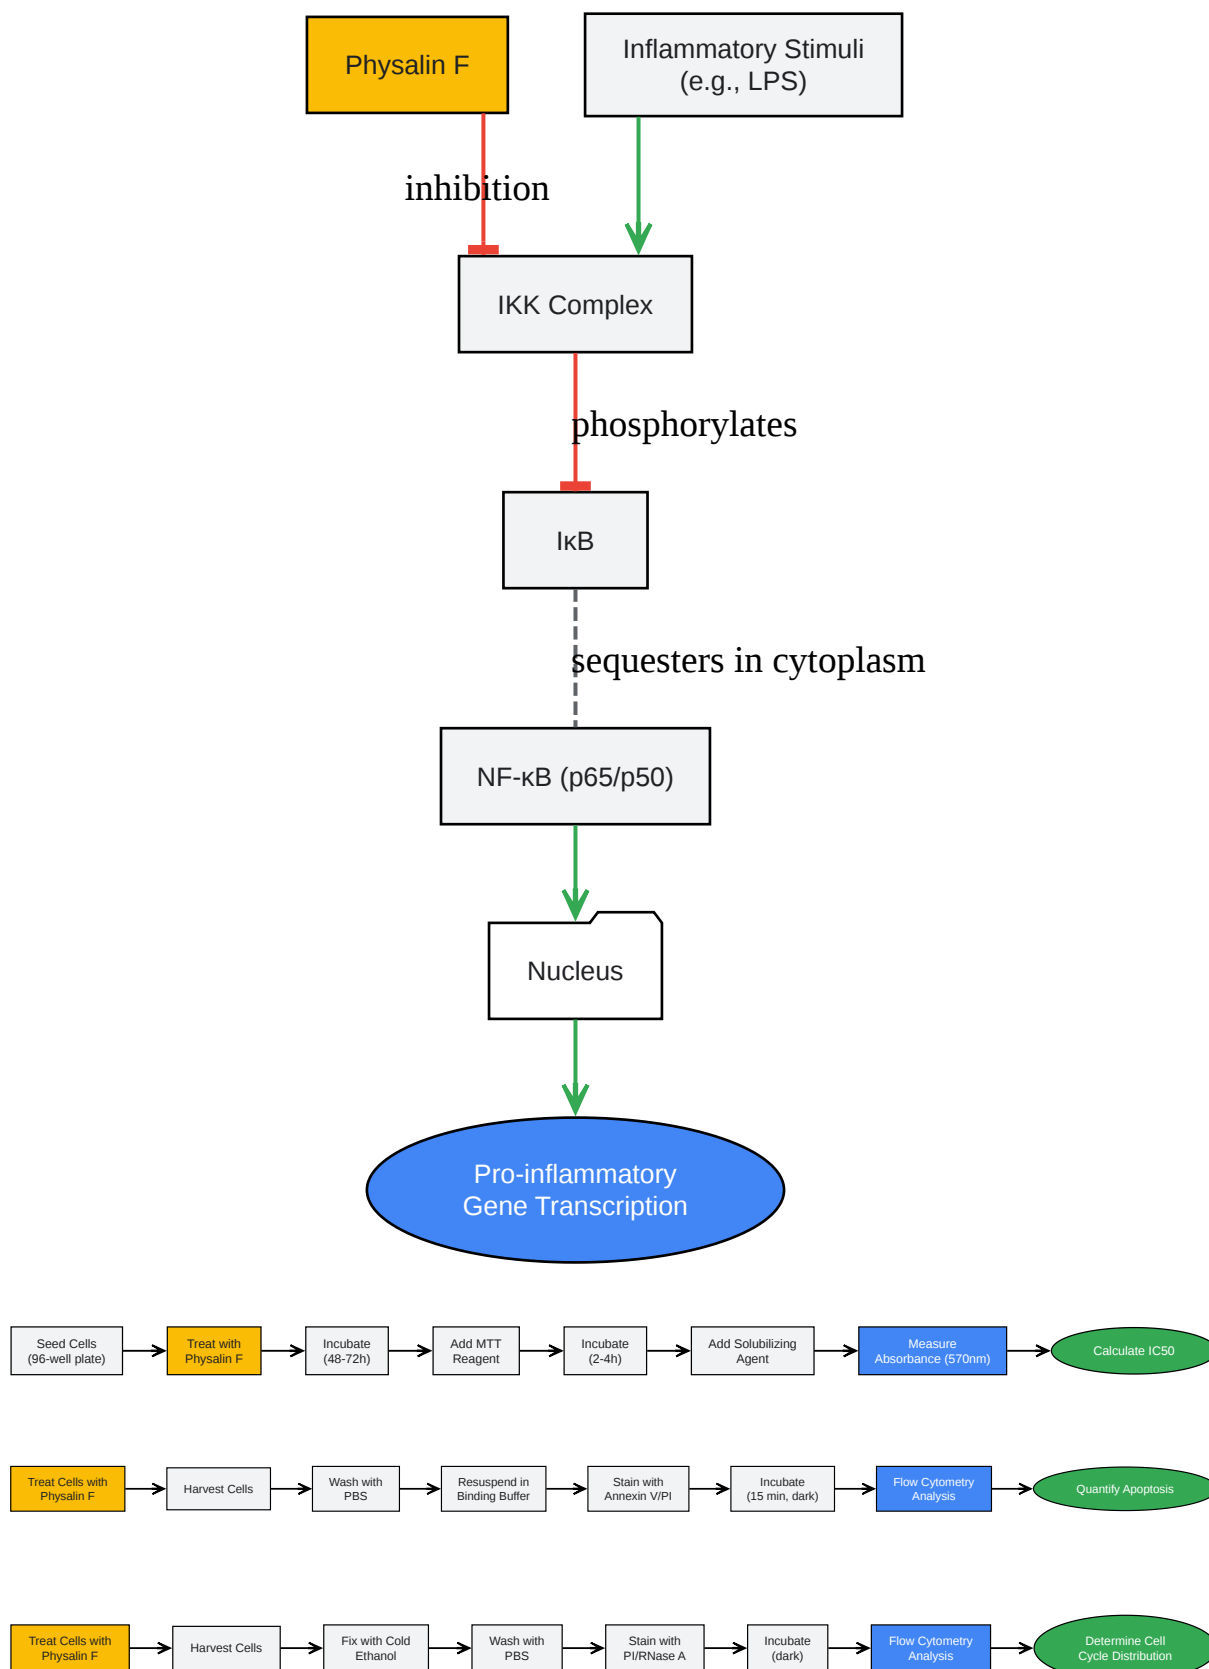 Physalin F
Inflammatory Stimuli
(e.g., LPS)
inhibition
IKK Complex
phosphorylates
IκB
sequesters in cytoplasm
NF-κB (p65/p50)
Nucleus
Pro-inflammatory
Gene Transcription
Seed Cells
(96-well plate)
Treat with
Physalin F
Incubate
(48-72h)
Add MTT
Reagent
Incubate
(2-4h)
Add Solubilizing
Agent
Measure
Absorbance (570nm)
Calculate IC50
Treat Cells with
Physalin F
Harvest Cells
Wash with
PBS
Resuspend in
Binding Buffer
Stain with
Annexin V/PI
Incubate
(15 min, dark)
Flow Cytometry
Analysis
Quantify Apoptosis
Treat Cells with
Physalin F
Harvest Cells
Fix with Cold
Ethanol
Wash with
PBS
Stain with
PI/RNase A
Incubate
(dark)
Flow Cytometry
Analysis
Determine Cell
Cycle Distribution